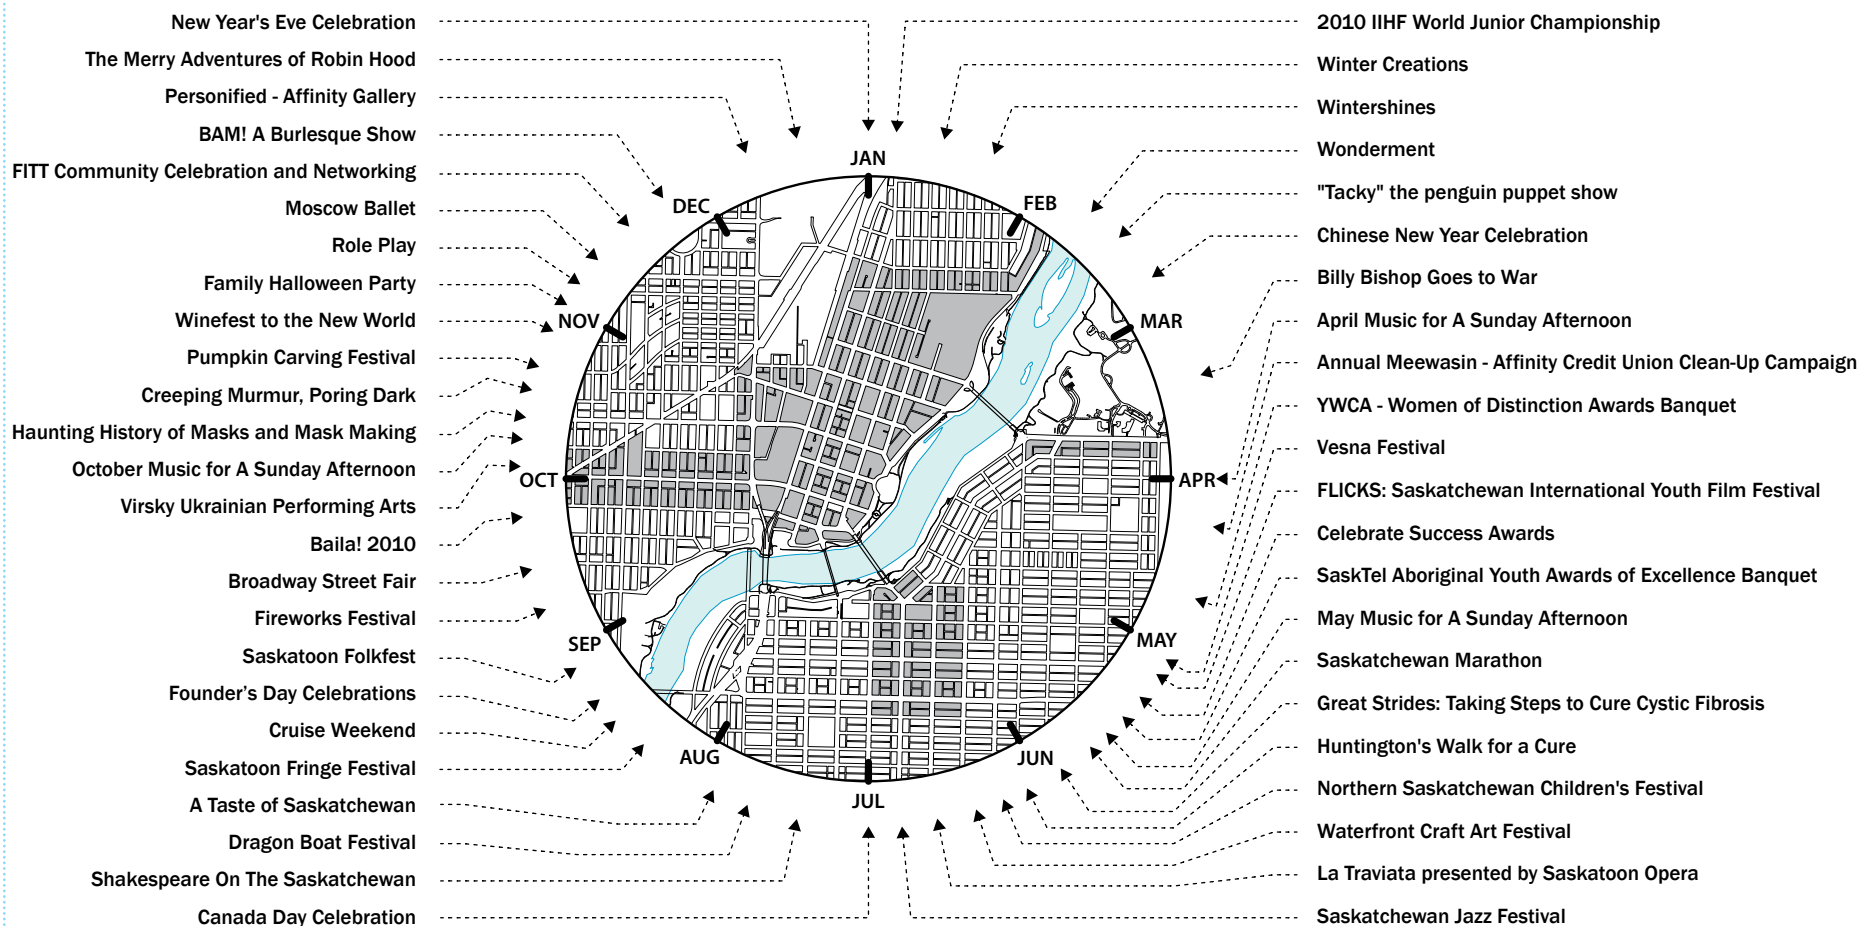 New Year's Eve Celebration
The Merry Adventures of Robin Hood
Personified - Affinity Gallery
BAM! A Burlesque Show
FITT Community Celebration and Networking
Moscow Ballet
Role Play
Family Halloween Party
Winefest to the New World
Pumpkin Carving Festival
Creeping Murmur, Poring Dark
Haunting History of Masks and Mask Making
October Music for A Sunday Afternoon
Virsky Ukrainian Performing Arts
Baila! 2010
Broadway Street Fair
Fireworks Festival
Saskatoon Folkfest
Founder’s Day Celebrations
Cruise Weekend
Saskatoon Fringe Festival
A Taste of Saskatchewan
Dragon Boat Festival
Shakespeare On The Saskatchewan
Canada Day Celebration
JAN
FEB
MAR
APR
MAY
JUN
JUL
AUG
SEP
OCT
NOV
DEC
2010 IIHF World Junior Championship
Winter Creations
Wintershines
Wonderment
"Tacky" the penguin puppet show
Chinese New Year Celebration
Billy Bishop Goes to War
April Music for A Sunday Afternoon
Annual Meewasin - Affinity Credit Union Clean-Up Campaign
YWCA - Women of Distinction Awards Banquet
Vesna Festival
FLICKS: Saskatchewan International Youth Film Festival
Celebrate Success Awards
SaskTel Aboriginal Youth Awards of Excellence Banquet
May Music for A Sunday Afternoon
Saskatchewan Marathon
Great Strides: Taking Steps to Cure Cystic Fibrosis
Huntington's Walk for a Cure
Northern Saskatchewan Children's Festival
Waterfront Craft Art Festival
La Traviata presented by Saskatoon Opera
Saskatchewan Jazz Festival